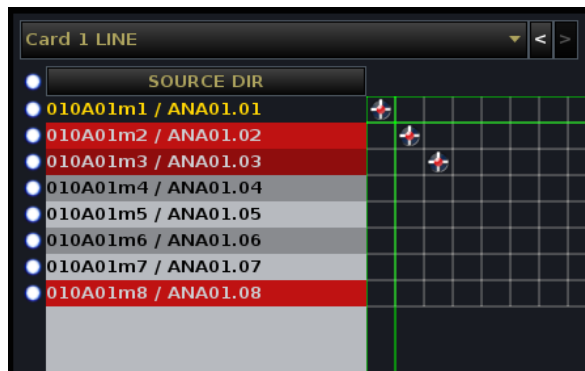 Card 1 LINE < >
SOURCE DIR
010A01m1 / ANA01.01
010A01m2 / ANA01.02
010A01m3 / ANA01.03
010A01m4 / ANA01.04
010A01m5 / ANA01.05
010A01m6 / ANA01.06
010A01m7 / ANA01.07
010A01m8 / ANA01.08